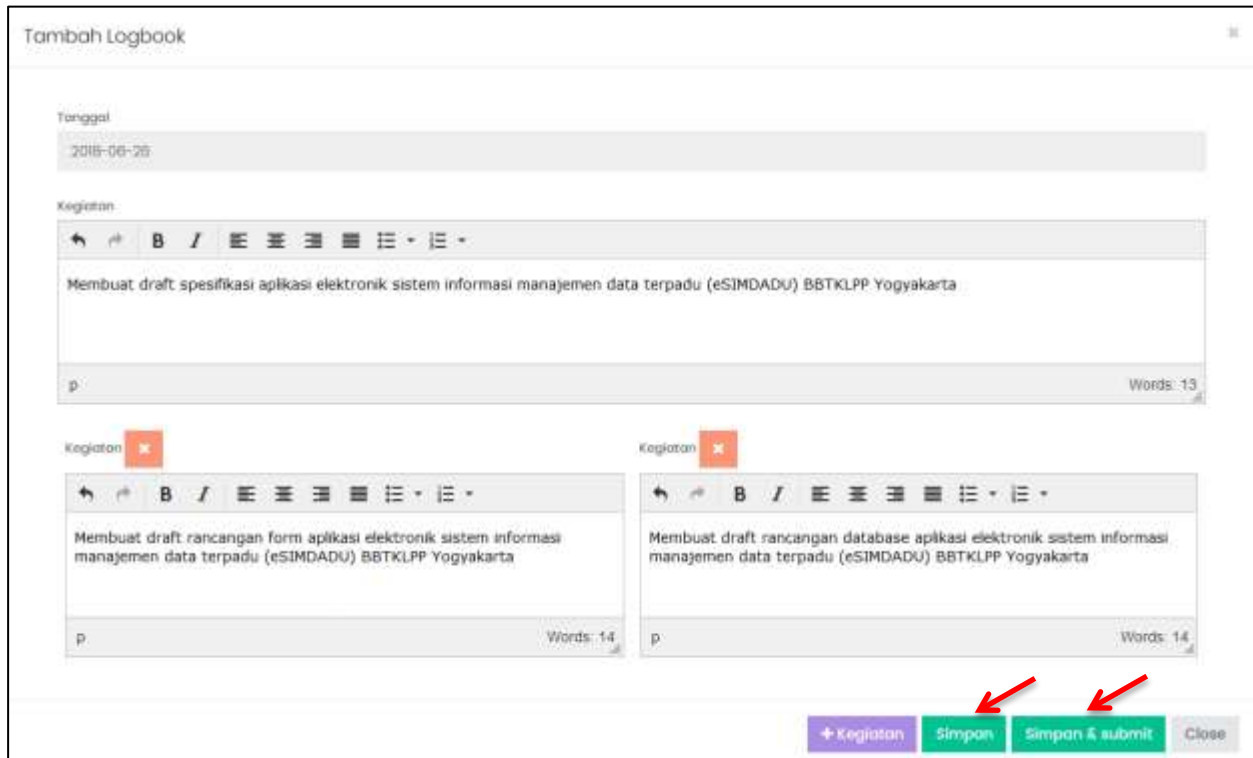 Tambah Logbook
Tanggal
2018-06-26
Kegiatan
Membuat draft spesifikasi aplikasi elektronik sistem informasi manajemen data terpadu (eSIMDADU) BBTKLPP Yogyakarta
p Words: 13
Kegiatan Kegiatan
Membuat draft rancangan form aplikasi elektronik sistem informasi
manajemen data terpadu (eSIMDADU) BBTKLPP Yogyakarta
p Words: 14
Membuat draft rancangan database aplikasi elektronik sistem informasi
manajemen data terpadu (eSIMDADU) BBTKLPP Yogyakarta
p Words: 14
+ Kegiatan Simpan Simpan & submit Close